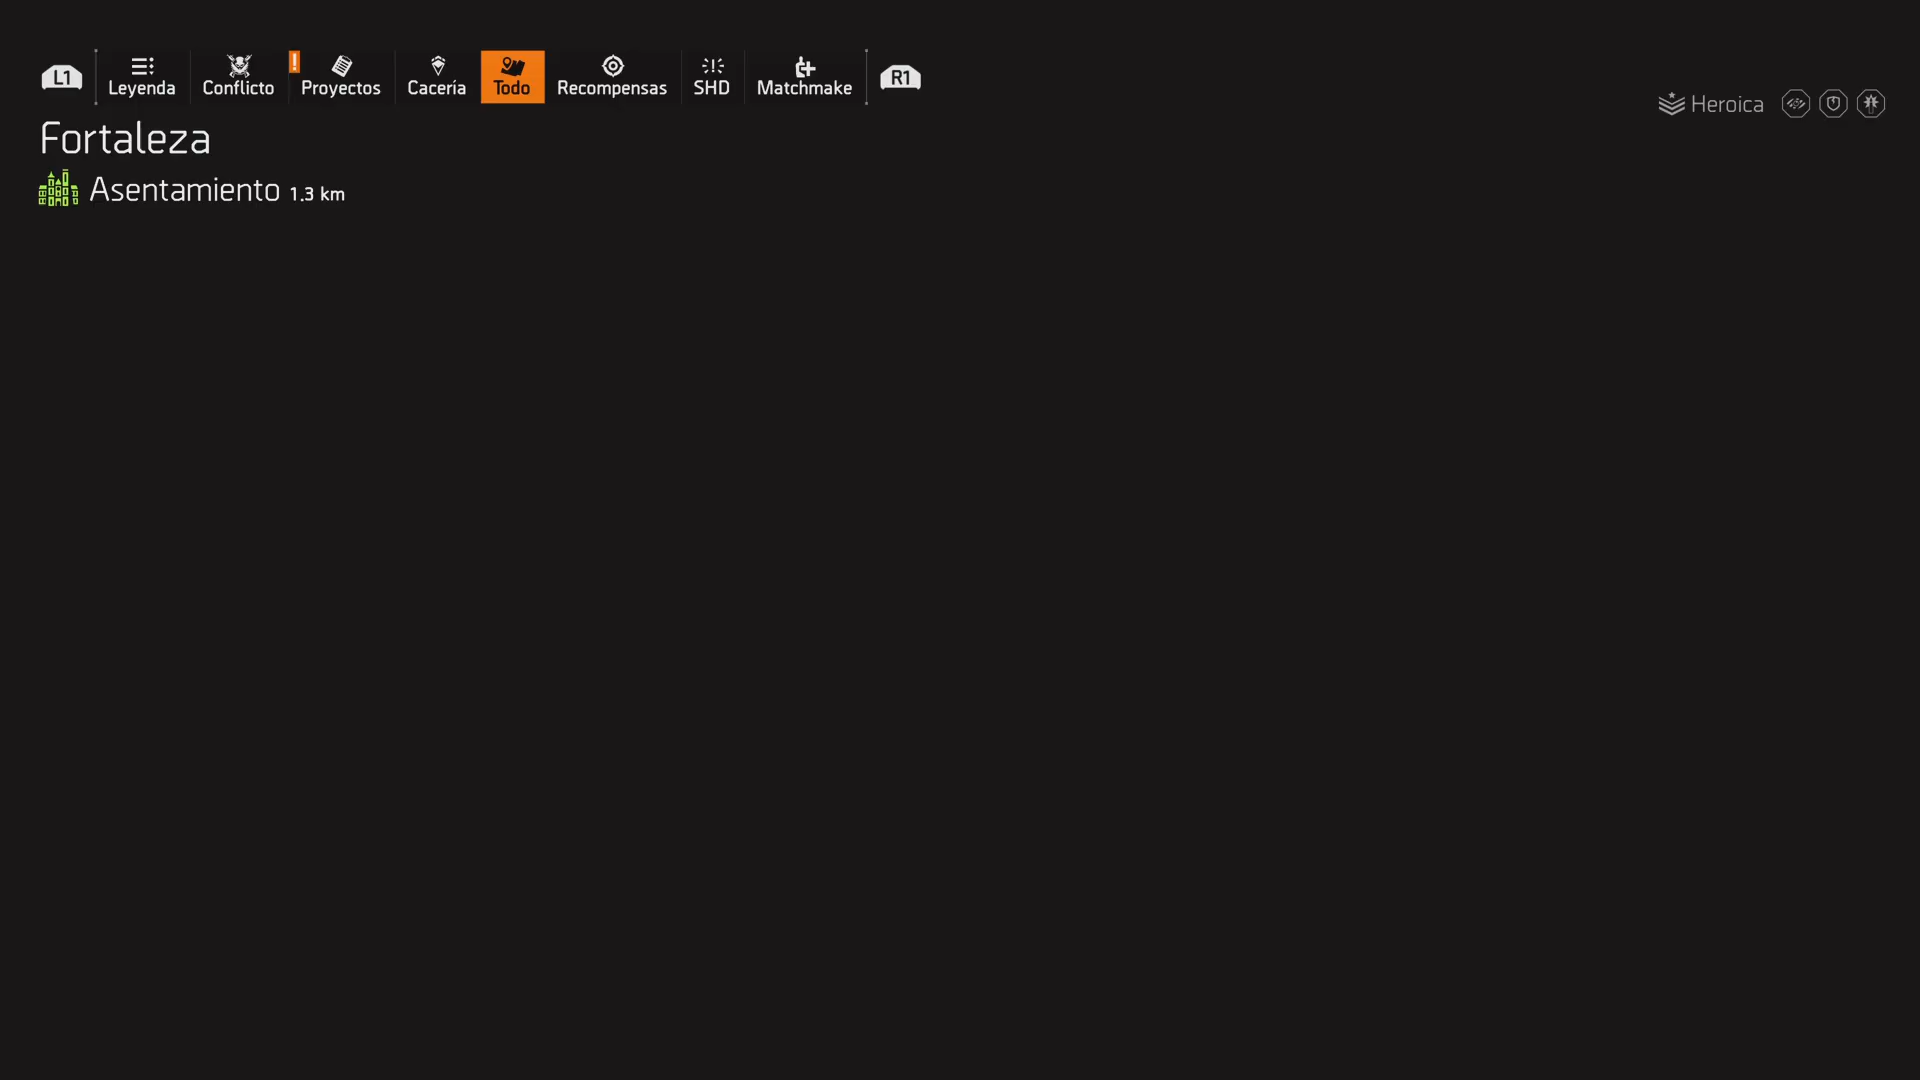 L1 Leyenda Conflicto ! Proyectos Cacería Todo Recompensas SHD Matchmake R1
Heroica
Fortaleza
Asentamiento 1.3 km